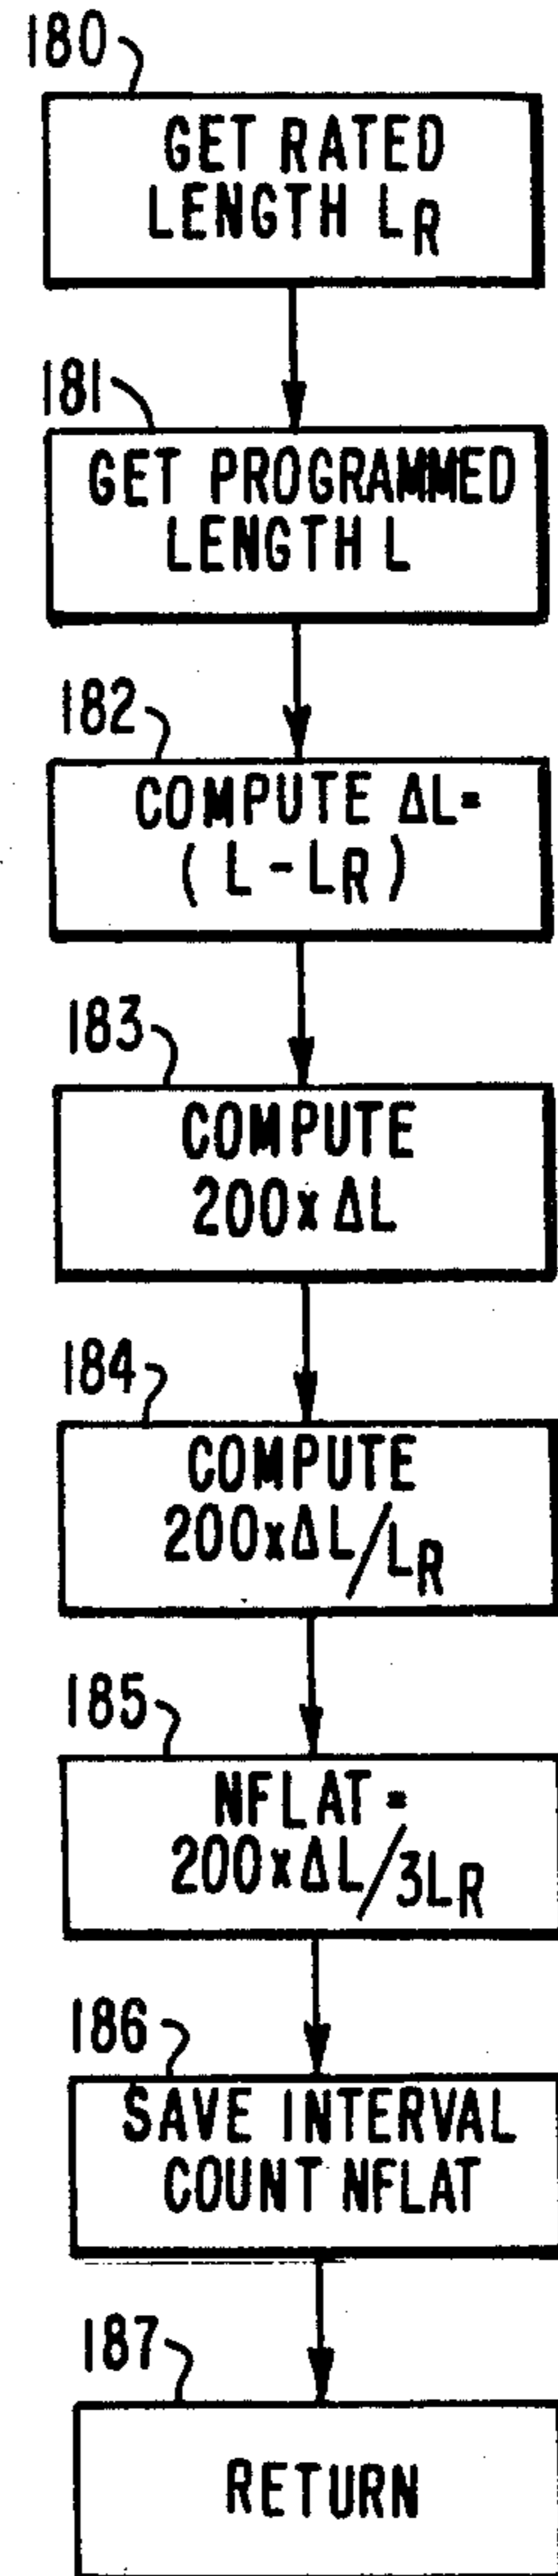 180
GET RATED
LENGTH LR
181
GET PROGRAMMED
LENGTH L
182
COMPUTE ΔL=
(L-LR)
183
COMPUTE
200xΔL
184
COMPUTE
200xΔL/LR
185
NFLAT=
200xΔL/3LR
186
SAVE INTERVAL
COUNT NFLAT
187
RETURN